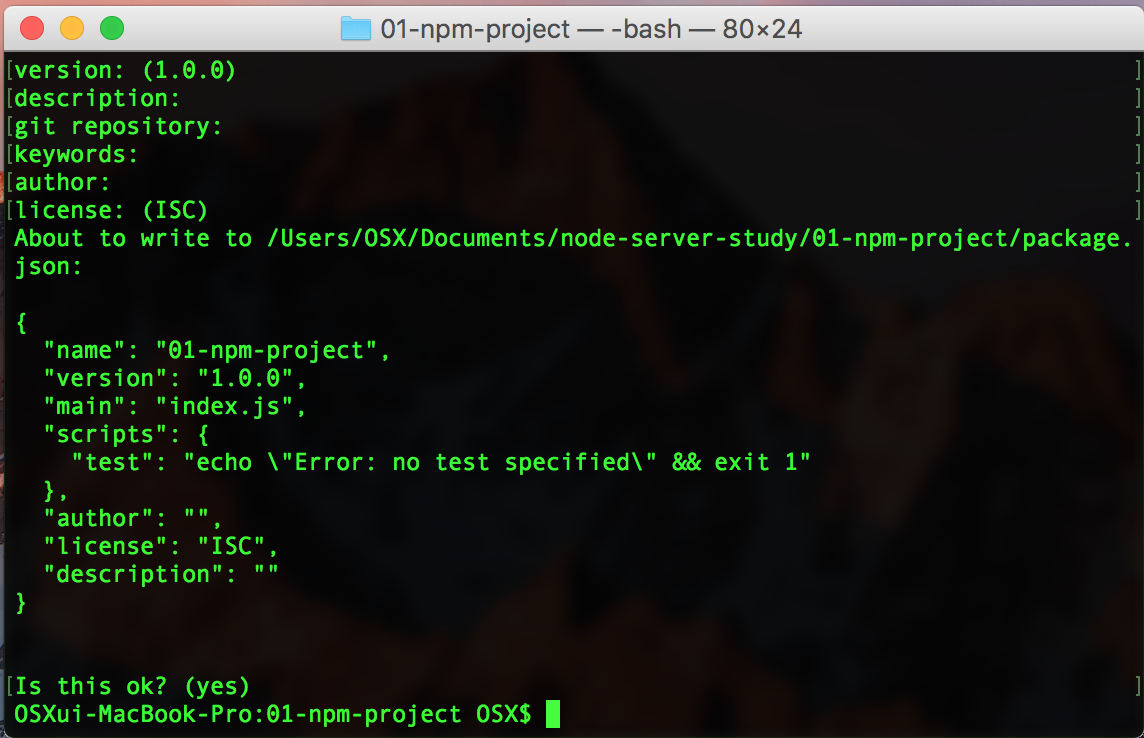 01-npm-project — -bash — 80×24
[version: (1.0.0) ]
[description: ]
[git repository: ]
[keywords: ]
[author: ]
[license: (ISC) ]
About to write to /Users/OSX/Documents/node-server-study/01-npm-project/package.
json:
{
  "name": "01-npm-project",
  "version": "1.0.0",
  "main": "index.js",
  "scripts": {
    "test": "echo \"Error: no test specified\" && exit 1"
  },
  "author": "",
  "license": "ISC",
  "description": ""
}
[Is this ok? (yes) ]
OSXui-MacBook-Pro:01-npm-project OSX$